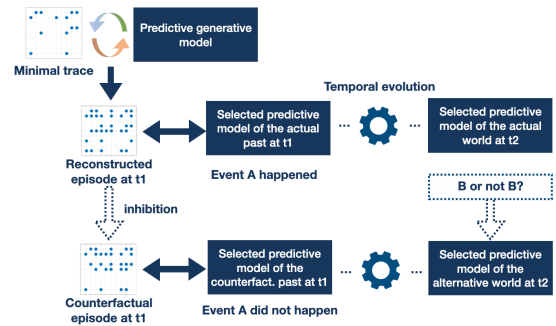 Predictive generative
model
Minimal trace
Temporal evolution
Selected predictive
model of the actual
past at t1
...
...
Selected predictive
model of the actual
world at t2
Reconstructed
episode at t1
Event A happened
B or not B?
inhibition
Selected predictive
model of the
counterfact. past at t1
...
...
Selected predictive
model of the
alternative world at t2
Counterfactual
episode at t1
Event A did not happen